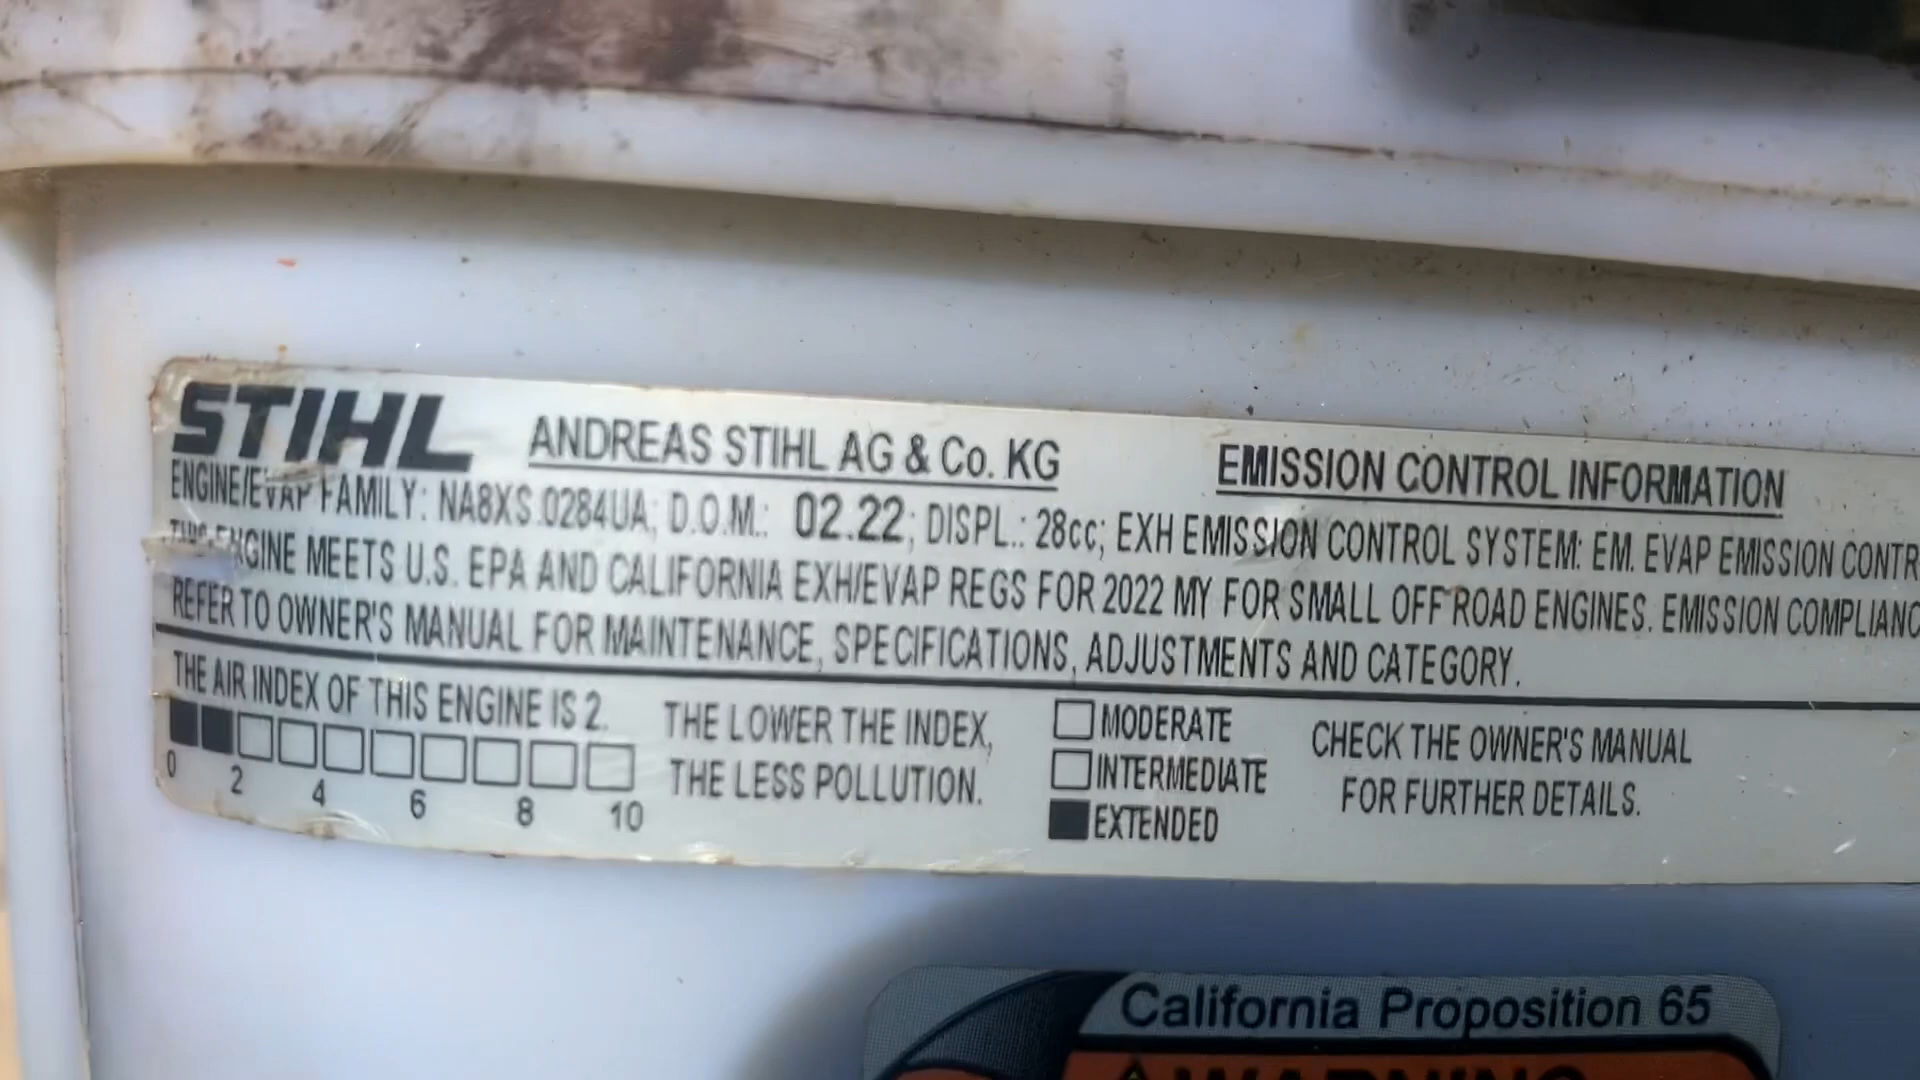 STIHL ANDREAS STIHL AG & Co. KG EMISSION CONTROL INFORMATION
ENGINE/EVAP FAMILY: NA8XS.0284UA; D.O.M.: 02.22; DISPL.: 28cc; EXH EMISSION CONTROL SYSTEM: EM. EVAP EMISSION CONTR
THIS ENGINE MEETS U.S. EPA AND CALIFORNIA EXH/EVAP REGS FOR 2022 MY FOR SMALL OFF ROAD ENGINES. EMISSION COMPLIANC
REFER TO OWNER'S MANUAL FOR MAINTENANCE, SPECIFICATIONS, ADJUSTMENTS AND CATEGORY.
THE AIR INDEX OF THIS ENGINE IS 2.
0 2 4 6 8 10
THE LOWER THE INDEX,
THE LESS POLLUTION.
MODERATE
INTERMEDIATE
EXTENDED
CHECK THE OWNER'S MANUAL
FOR FURTHER DETAILS.
California Proposition 65
WARNING